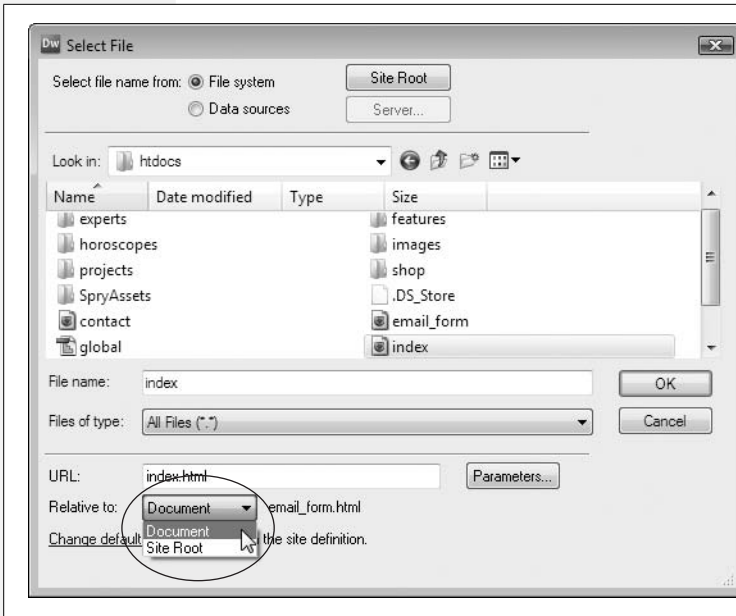 Dw Select File
Select file name from: File system Site Root
Data sources Server...
Look in: htdocs
Name Date modified Type Size
experts features
horoscopes images
projects shop
SpryAssets .DS_Store
contact email_form
global index
File name: index OK
Files of type: All Files (*.*) Cancel
URL: index.html Parameters...
Relative to: Document email_form.html
Document
Change default the site definition.
Site Root